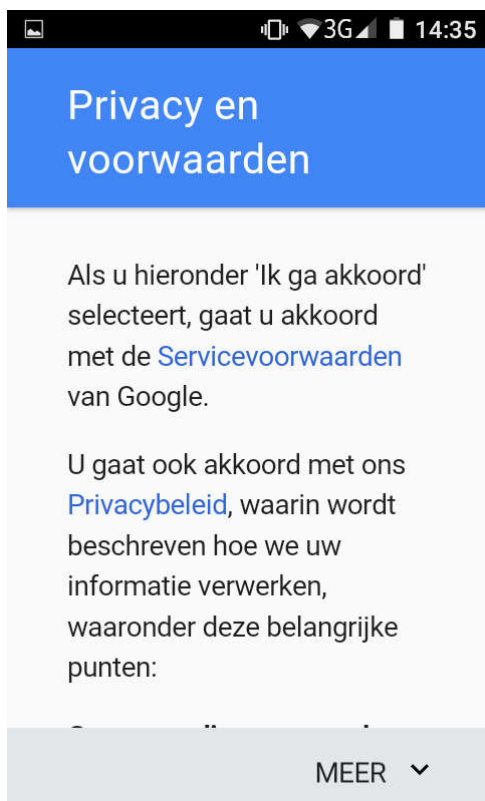 3G 14:35
Privacy en
voorwaarden
Als u hieronder 'Ik ga akkoord'
selecteert, gaat u akkoord
met de Servicevoorwaarden
van Google.
U gaat ook akkoord met ons
Privacybeleid, waarin wordt
beschreven hoe we uw
informatie verwerken,
waaronder deze belangrijke
punten:
MEER